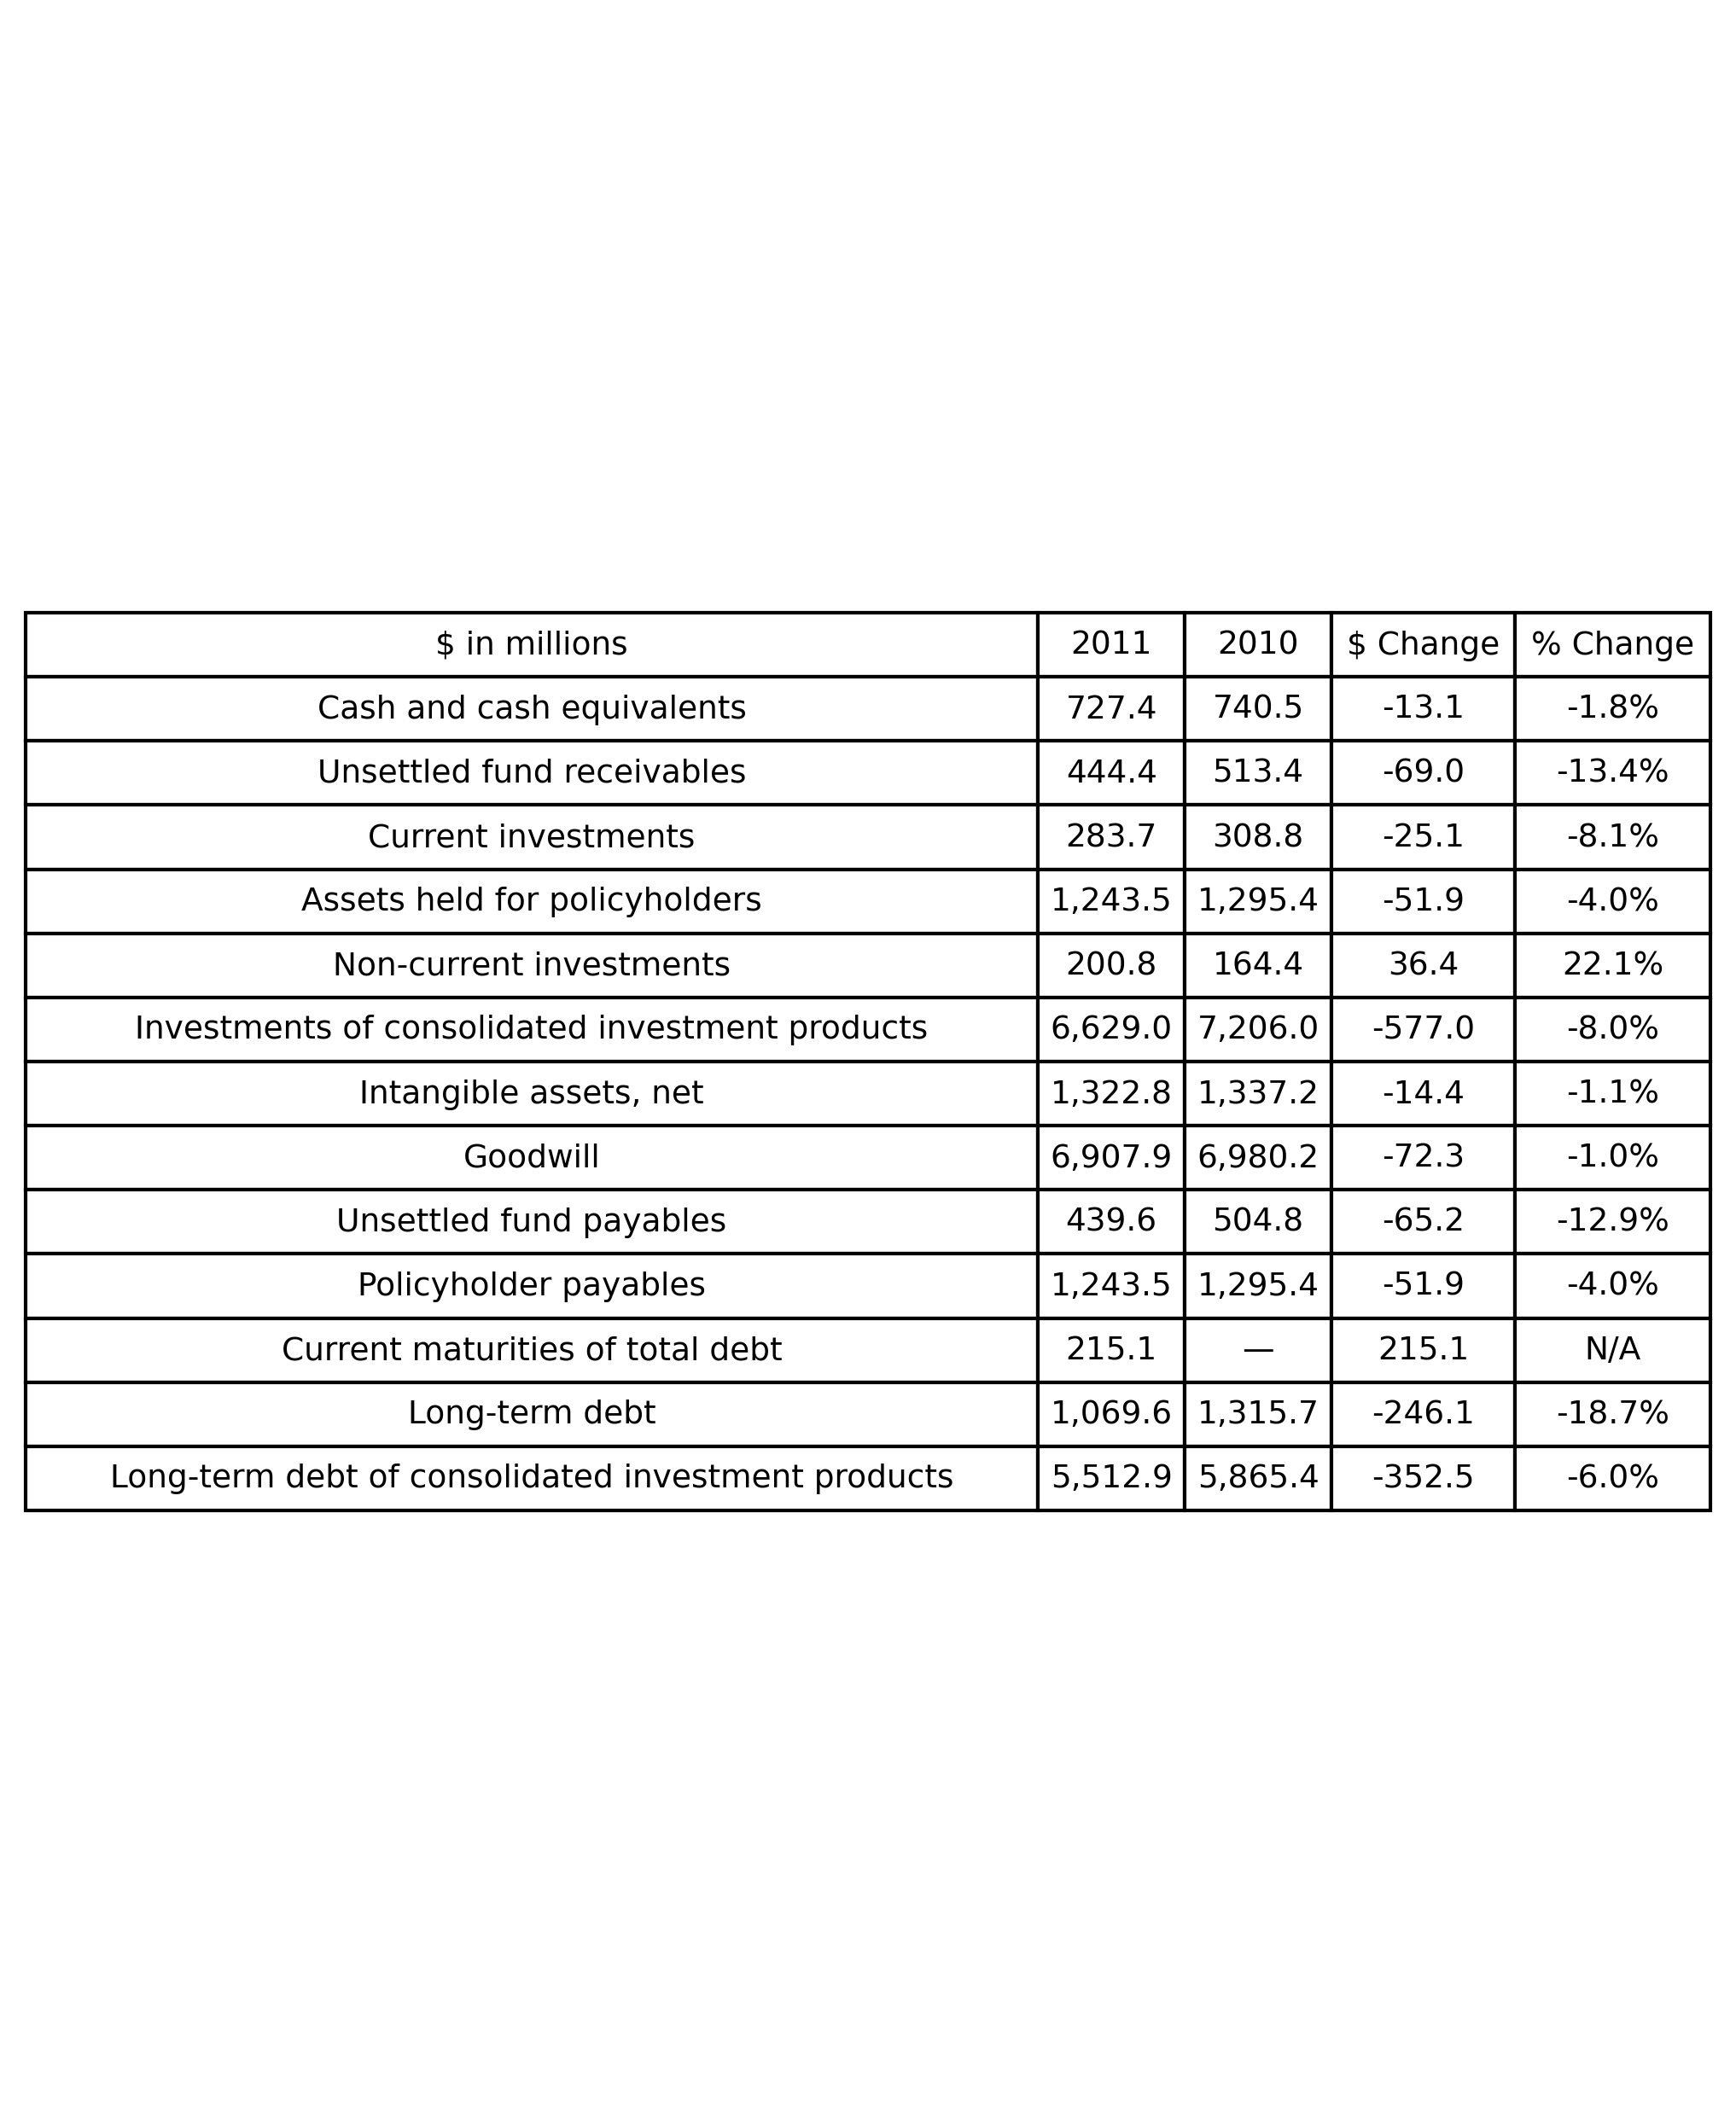 $ in millions 2011 2010 $ Change % Change
Cash and cash equivalents 727.4 740.5 -13.1 -1.8%
Unsettled fund receivables 444.4 513.4 -69.0 -13.4%
Current investments 283.7 308.8 -25.1 -8.1%
Assets held for policyholders 1,243.5 1,295.4 -51.9 -4.0%
Non-current investments 200.8 164.4 36.4 22.1%
Investments of consolidated investment products 6,629.0 7,206.0 -577.0 -8.0%
Intangible assets, net 1,322.8 1,337.2 -14.4 -1.1%
Goodwill 6,907.9 6,980.2 -72.3 -1.0%
Unsettled fund payables 439.6 504.8 -65.2 -12.9%
Policyholder payables 1,243.5 1,295.4 -51.9 -4.0%
Current maturities of total debt 215.1 — 215.1 N/A
Long-term debt 1,069.6 1,315.7 -246.1 -18.7%
Long-term debt of consolidated investment products 5,512.9 5,865.4 -352.5 -6.0%